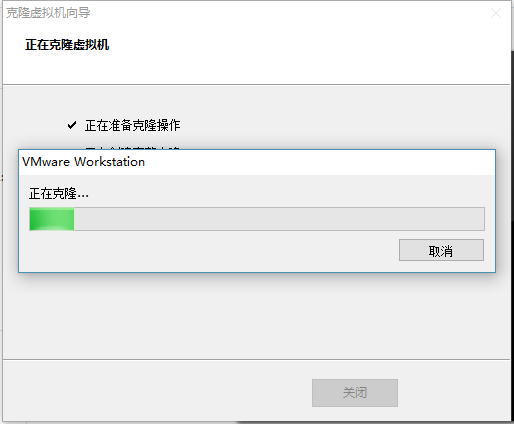 克隆虚拟机向导
正在克隆虚拟机
正在准备克隆操作
VMware Workstation
正在克隆...
取消
关闭